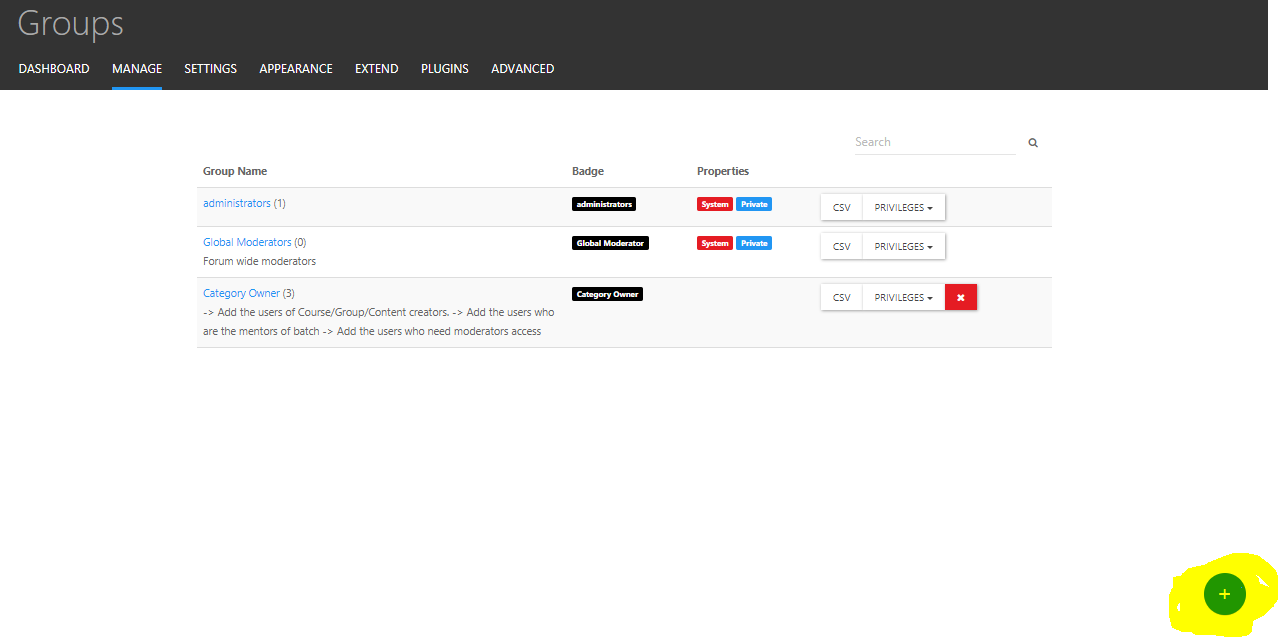 Groups
DASHBOARD MANAGE SETTINGS APPEARANCE EXTEND PLUGINS ADVANCED
Search
Group Name Badge Properties
administrators (1) administrators System Private CSV PRIVILEGES
Global Moderators (0) Global Moderator System Private CSV PRIVILEGES
Forum wide moderators
Category Owner (3) Category Owner CSV PRIVILEGES
-> Add the users of Course/Group/Content creators. -> Add the users who
are the mentors of batch -> Add the users who need moderators access
+